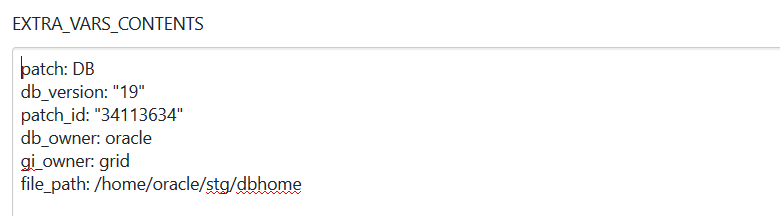 EXTRA_VARS_CONTENTS
patch: DB
db_version: "19"
patch_id: "34113634"
db_owner: oracle
gi_owner: grid
file_path: /home/oracle/stg/dbhome